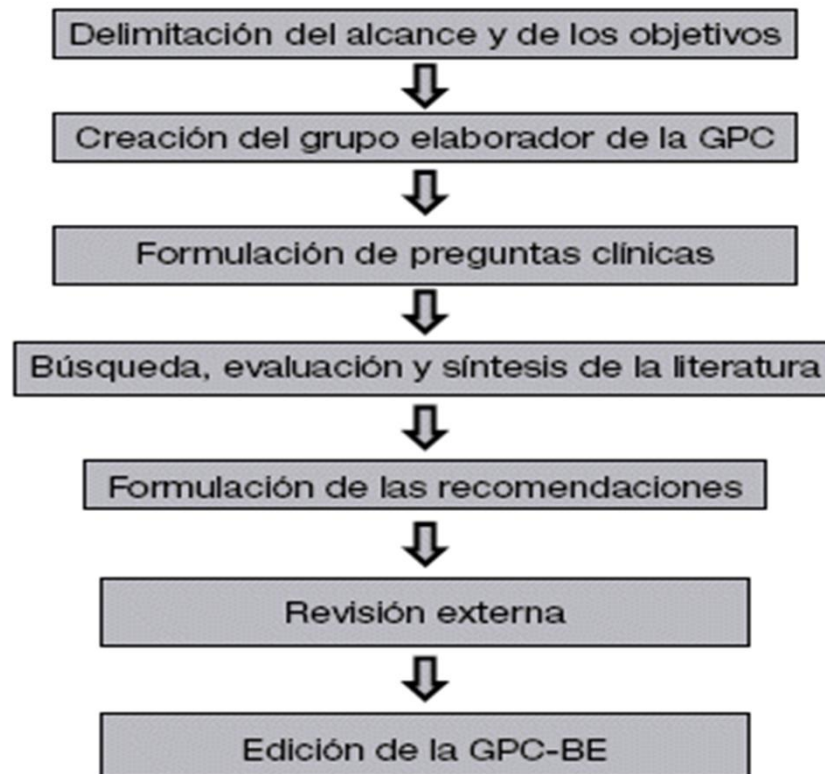 Delimitación del alcance y de los objetivos
Creación del grupo elaborador de la GPC
Formulación de preguntas clínicas
Búsqueda, evaluación y síntesis de la literatura
Formulación de las recomendaciones
Revisión externa
Edición de la GPC-BE